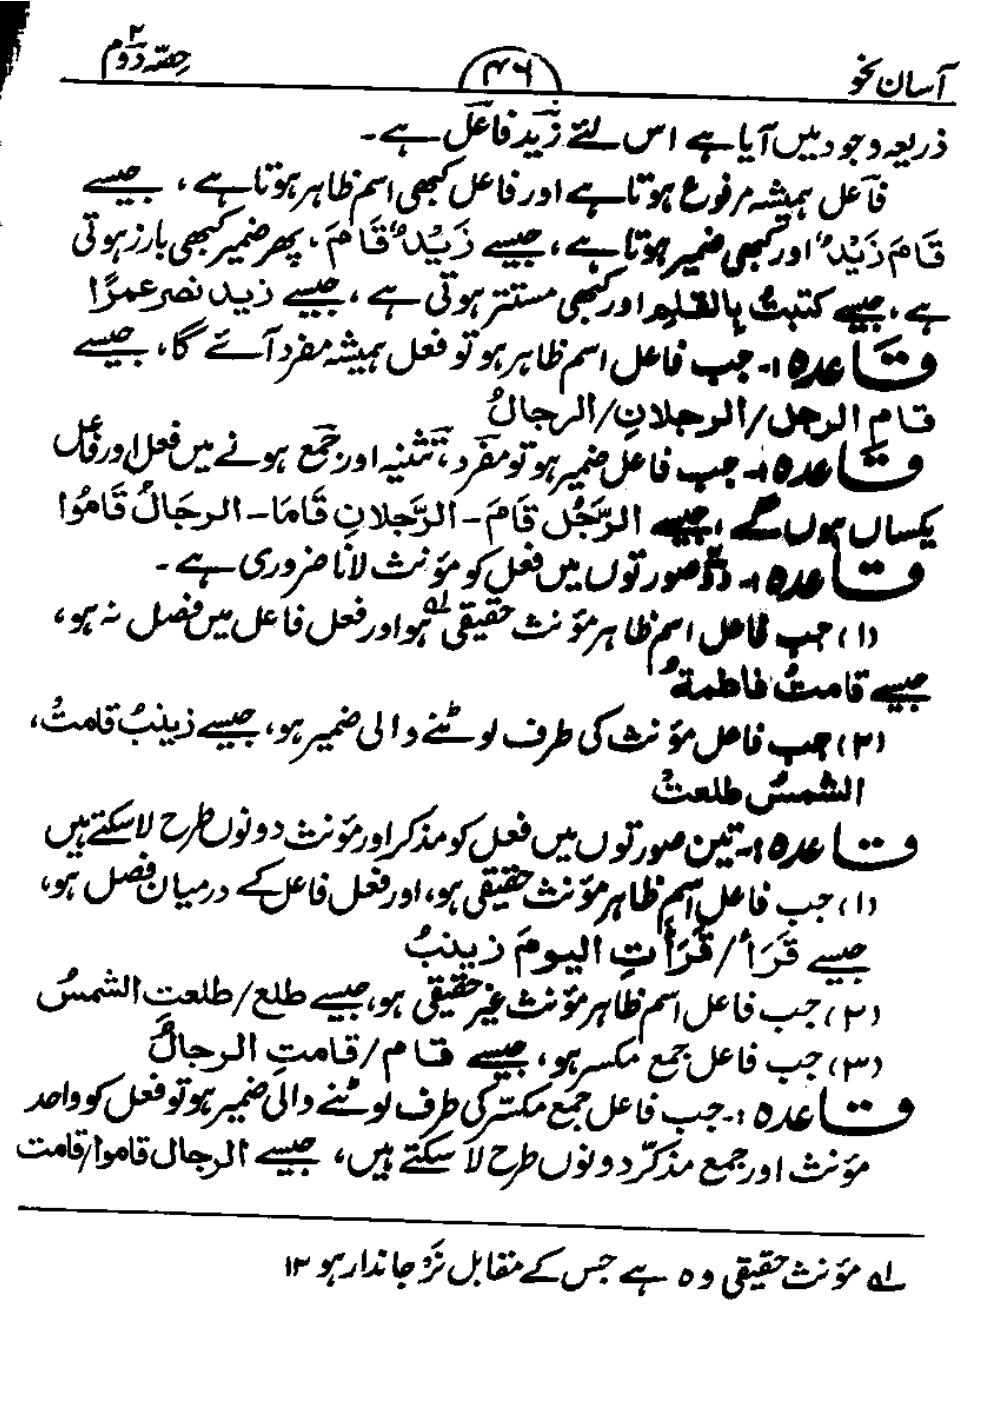 آسان نحو ۴۶ حصّہ دوم ۲
ذریعہ وجود میں آیا ہے اس لئے زید فاعل ہے۔
فاعل ہمیشہ مرفوع ہوتا ہے اور فاعل کبھی اسم ظاہر ہوتا ہے، جیسے
قَامَ زَیْدٌ اور کبھی ضمیر ہوتا ہے، جیسے زَیْدٌ قَامَ، پھر ضمیر کبھی بارز ہوتی
ہے، جیسے کتبتُ بِالقلمِ اور کبھی مستتر ہوتی ہے، جیسے زید نصر عمرًا
قاعدہ:۔ جب فاعل اسم ظاہر ہو تو فعل ہمیشہ مفرد آئے گا، جیسے
قام الرجل/الرجلانِ/الرجالُ
قاعدہ:۔ جب فاعل ضمیر ہو تو مفرد، تثنیہ اور جمع ہونے میں فعل اور فاعل
یکساں ہوں گے، جیسے الرَّجُل قَامَ - الرَّجلانِ قَامَا - الرجَالُ قَامُوا
قاعدہ:۔ دو صورتوں میں فعل کو مؤنث لانا ضروری ہے۔
(۱) جب فاعل اسم ظاہر مؤنث حقیقی لہ ہو اور فعل فاعل میں فصل نہ ہو،
جیسے قامتْ فاطمۃُ
(۲) جب فاعل مؤنث کی طرف لوٹنے والی ضمیر ہو، جیسے زینبُ قامتْ،
الشمسُ طلعتْ
قاعدہ:۔ تین صورتوں میں فعل کو مذکر اور مؤنث دونوں طرح لا سکتے ہیں
(۱) جب فاعل اسم ظاہر مؤنث حقیقی ہو، اور فعل فاعل کے درمیان فصل ہو،
جیسے قَرَأَ/قَرَأَتِ الیومَ زینبُ
(۲) جب فاعل اسم ظاہر مؤنث غیر حقیقی ہو، جیسے طلع/طلعتِ الشمسُ
(۳) جب فاعل جمع مکسر ہو، جیسے قام/قامتِ الرجالُ
قاعدہ:۔ جب فاعل جمع مکسّر کی طرف لوٹنے والی ضمیر ہو تو فعل کو واحد
مؤنث اور جمع مذکّر دونوں طرح لا سکتے ہیں، جیسے الرجال قاموا/قامت
لہ مؤنث حقیقی وہ ہے جس کے مقابل نَر جاندار ہو ۱۲